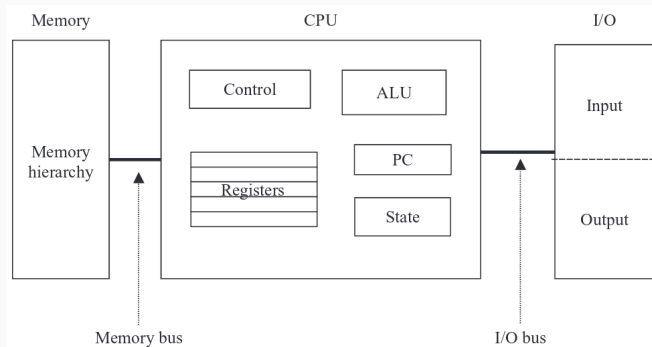 Memory
CPU
I/O
Control
ALU
Input
Memory
hierarchy
PC
Registers
State
Output
Memory bus
I/O bus